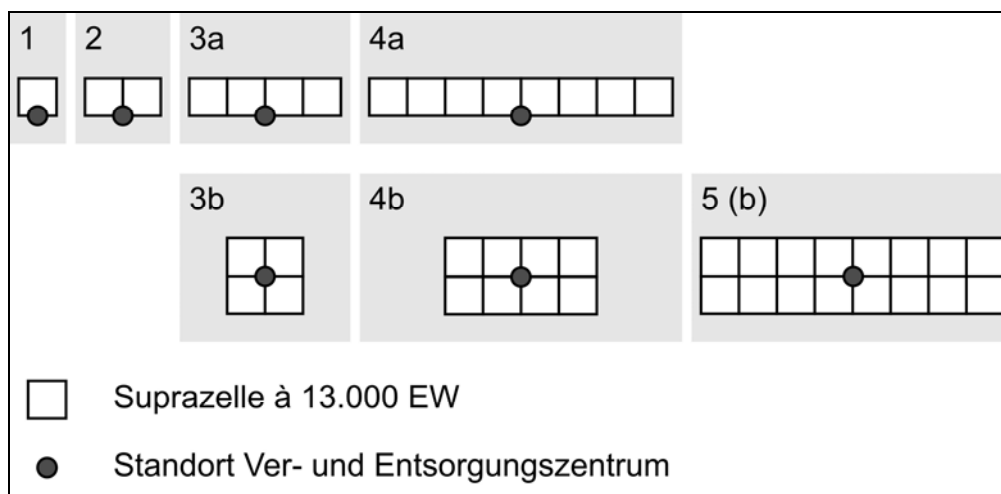 1 2 3a 4a
3b 4b 5 (b)
Suprazelle à 13.000 EW
Standort Ver- und Entsorgungszentrum